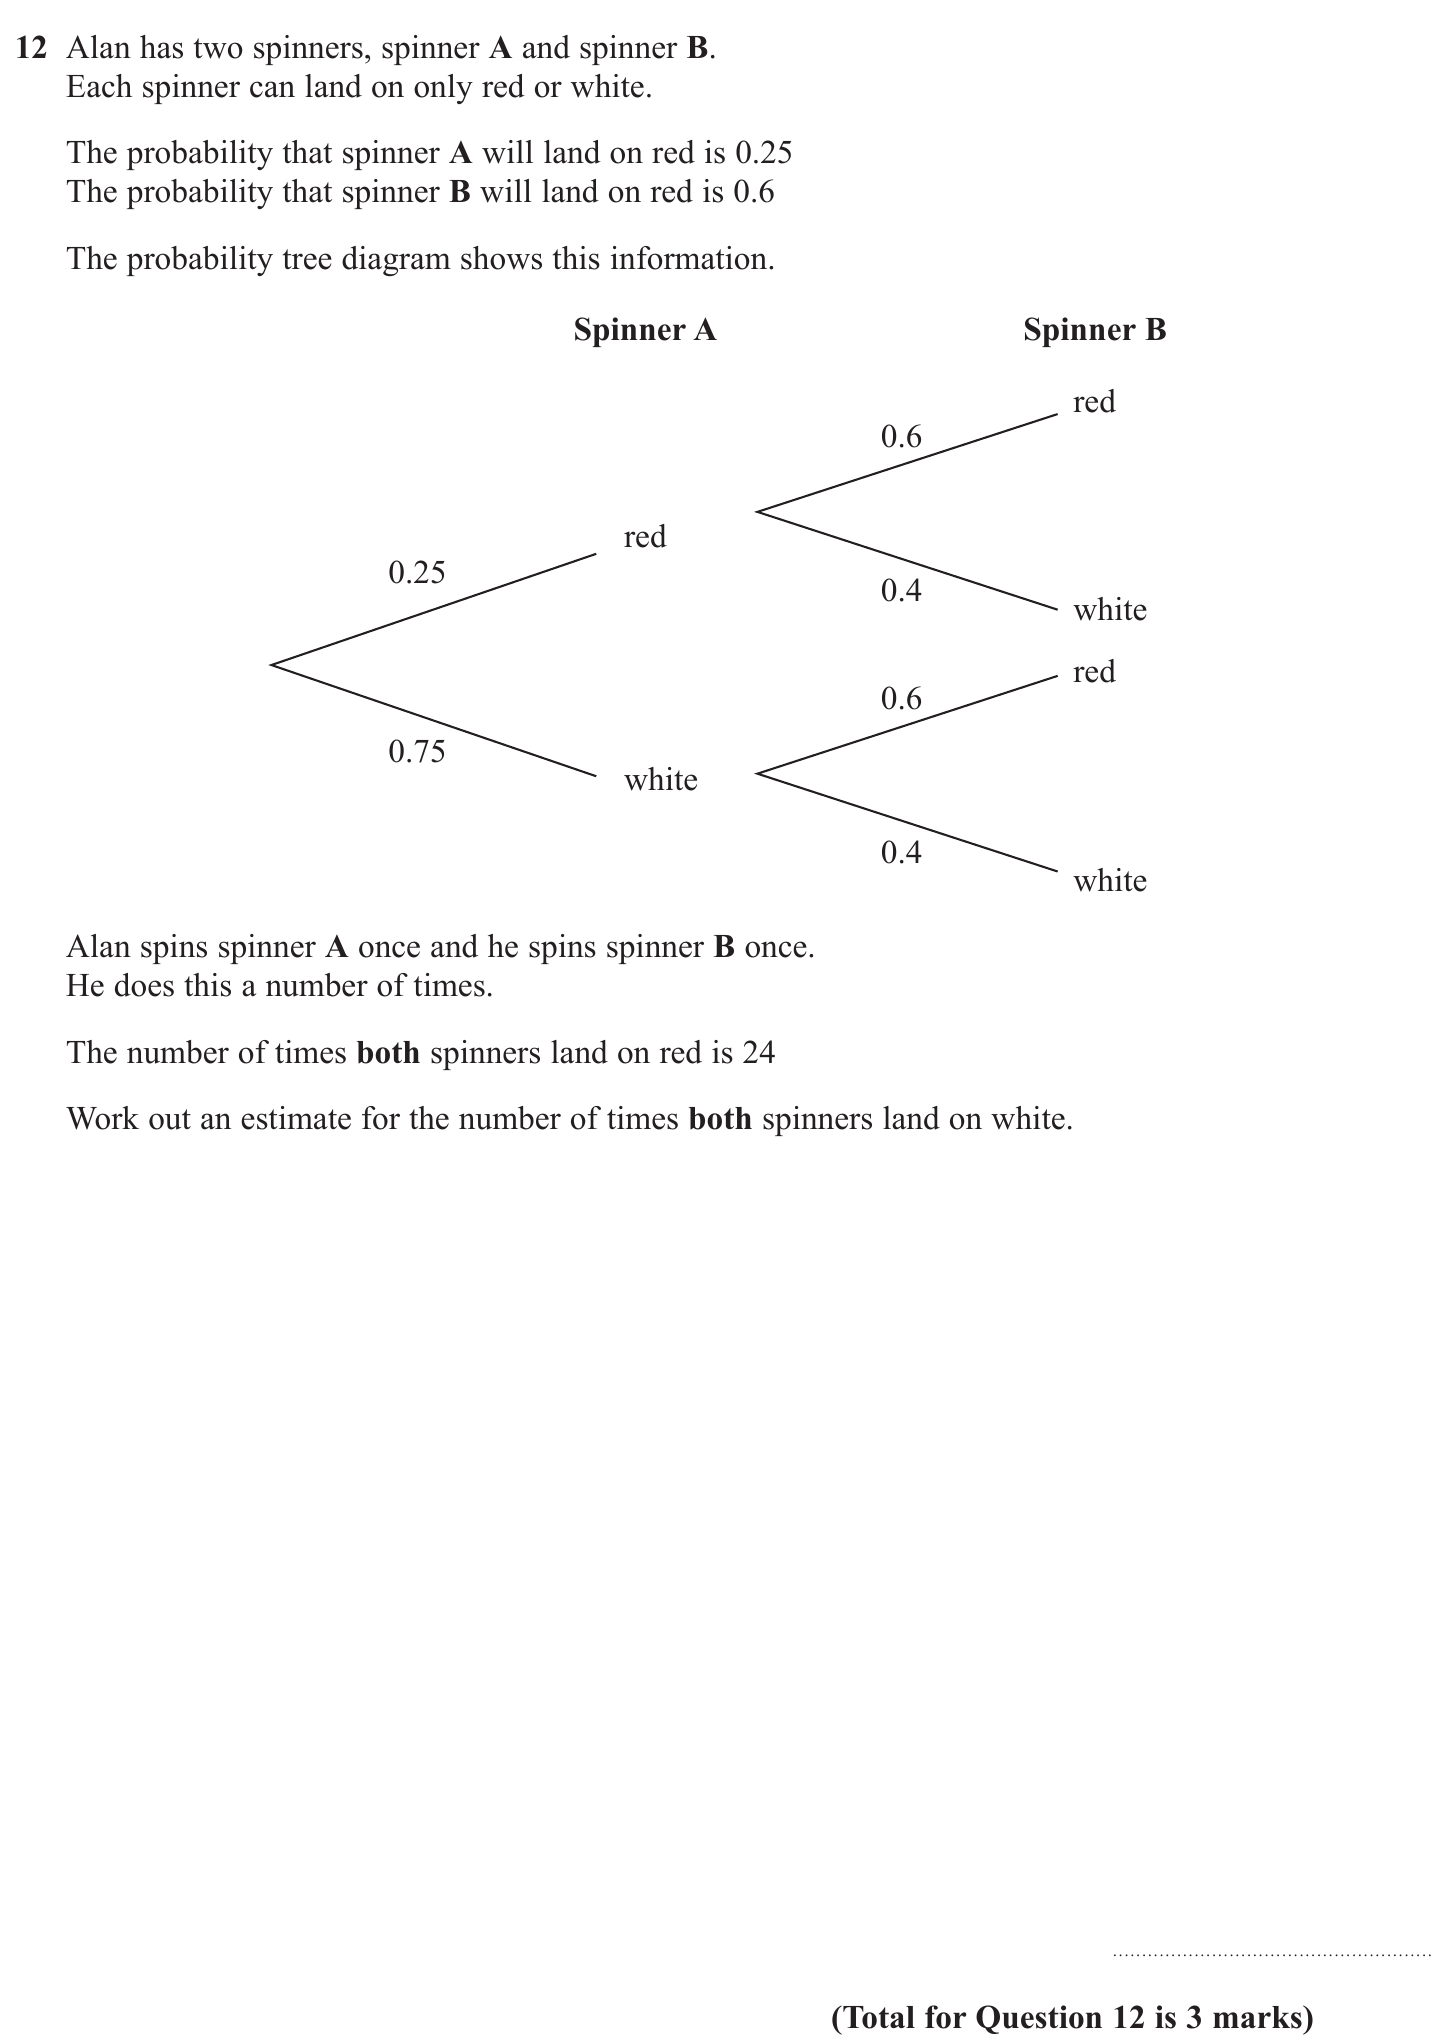 12 Alan has two spinners, spinner A and spinner B.
Each spinner can land on only red or white.
The probability that spinner A will land on red is 0.25
The probability that spinner B will land on red is 0.6
The probability tree diagram shows this information.
Spinner A Spinner B
red
0.6
red
0.25
0.4
white
red
0.6
0.75
white
0.4
white
Alan spins spinner A once and he spins spinner B once.
He does this a number of times.
The number of times both spinners land on red is 24
Work out an estimate for the number of times both spinners land on white.
(Total for Question 12 is 3 marks)